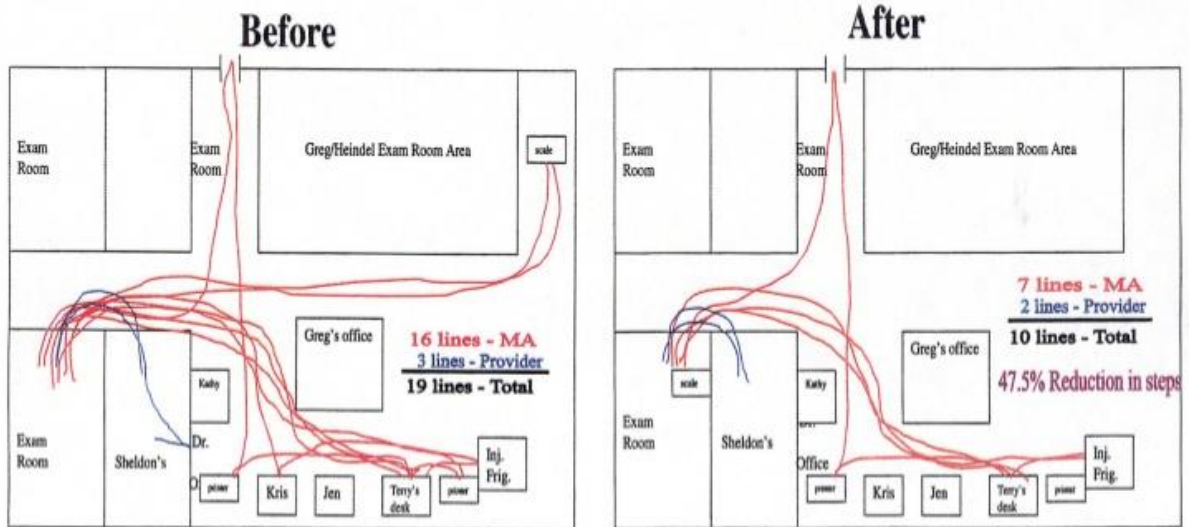 Before
Exam
Room
Exam
Room
Greg/Heindel Exam Room Area
scale
Greg's office
16 lines - MA
3 lines - Provider
19 lines - Total
Kathy
Dr.
Exam
Room
Sheldon's
O
printer
Kris
Jen
Terry's
desk
printer
Inj.
Frig.
After
Exam
Room
Exam
Room
Greg/Heindel Exam Room Area
7 lines - MA
2 lines - Provider
10 lines - Total
47.5% Reduction in steps
Greg's office
scale
Kathy
Exam
Room
Sheldon's
Office
printer
Kris
Jen
Terry's
desk
printer
Inj.
Frig.